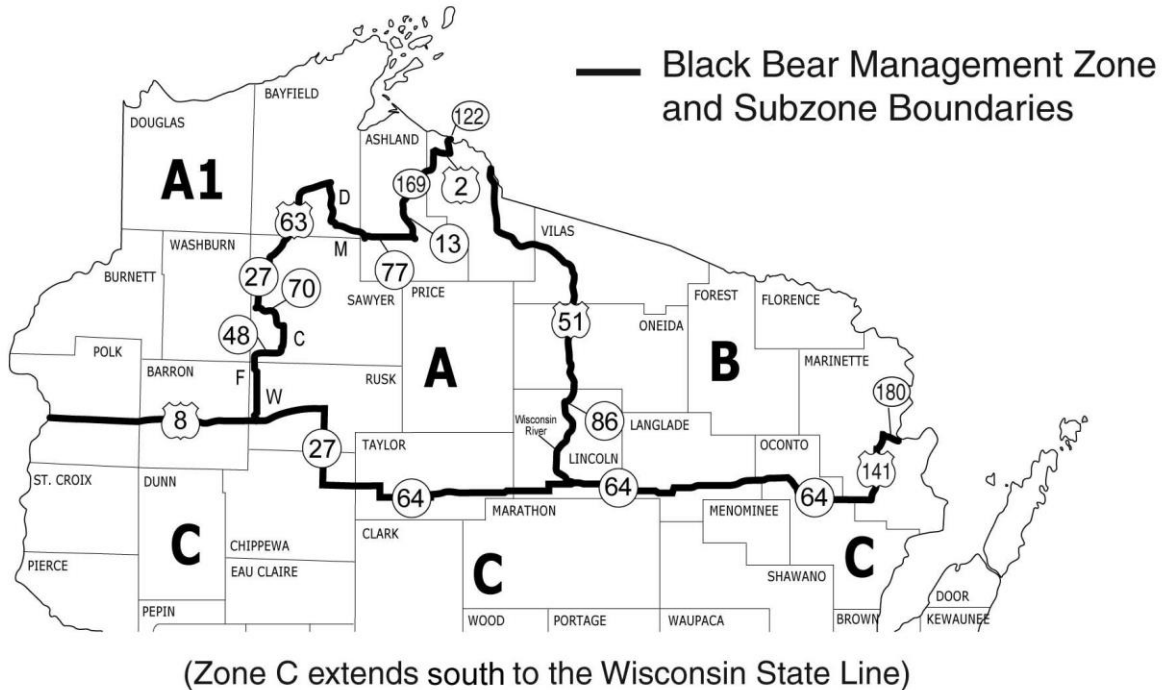 Black Bear Management Zone
and Subzone Boundaries
BAYFIELD
DOUGLAS
ASHLAND
122
A1
169
2
D
63
13
VILAS
WASHBURN
M
77
BURNETT
27
70
SAWYER
PRICE
FOREST
FLORENCE
51
ONEIDA
48
C
POLK
MARINETTE
BARRON
F
RUSK
A
B
W
180
8
Wisconsin
River
86
LANGLADE
27
TAYLOR
LINCOLN
OCONTO
141
ST. CROIX
DUNN
64
64
64
MARATHON
MENOMINEE
CLARK
C
CHIPPEWA
C
C
PIERCE
EAU CLAIRE
SHAWANO
DOOR
PEPIN
WOOD
PORTAGE
WAUPACA
BROWN
KEWAUNEE
(Zone C extends south to the Wisconsin State Line)